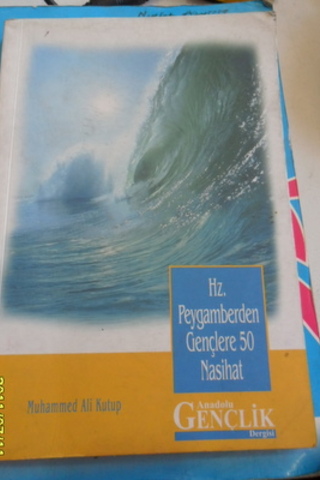 Hz.
Peygamberden
Gençlere 50
Nasihat
Muhammed Ali Kutup
Anadolu
GENÇLİK
Dergisi